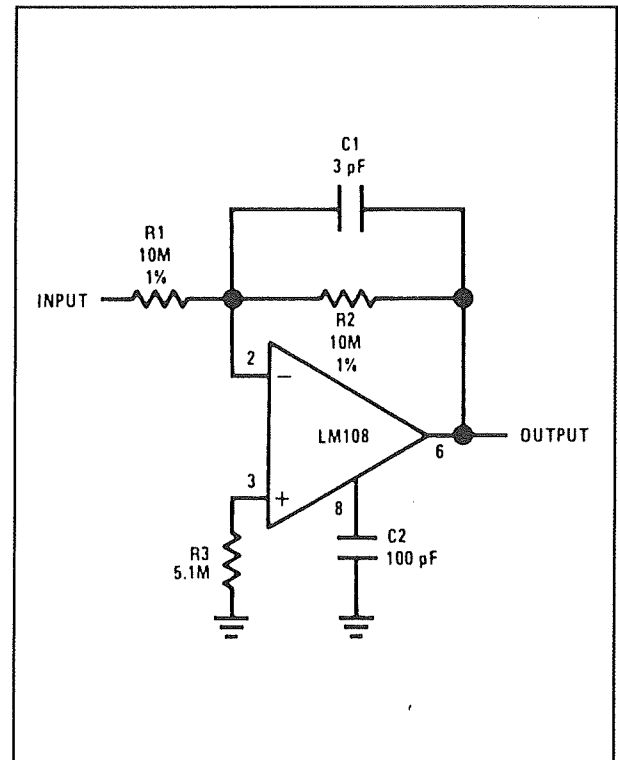 C1
3 pF
R1
10M
1%
INPUT
R2
10M
1%
2
−
LM108
6
OUTPUT
3
+
8
R3
5.1M
C2
100 pF